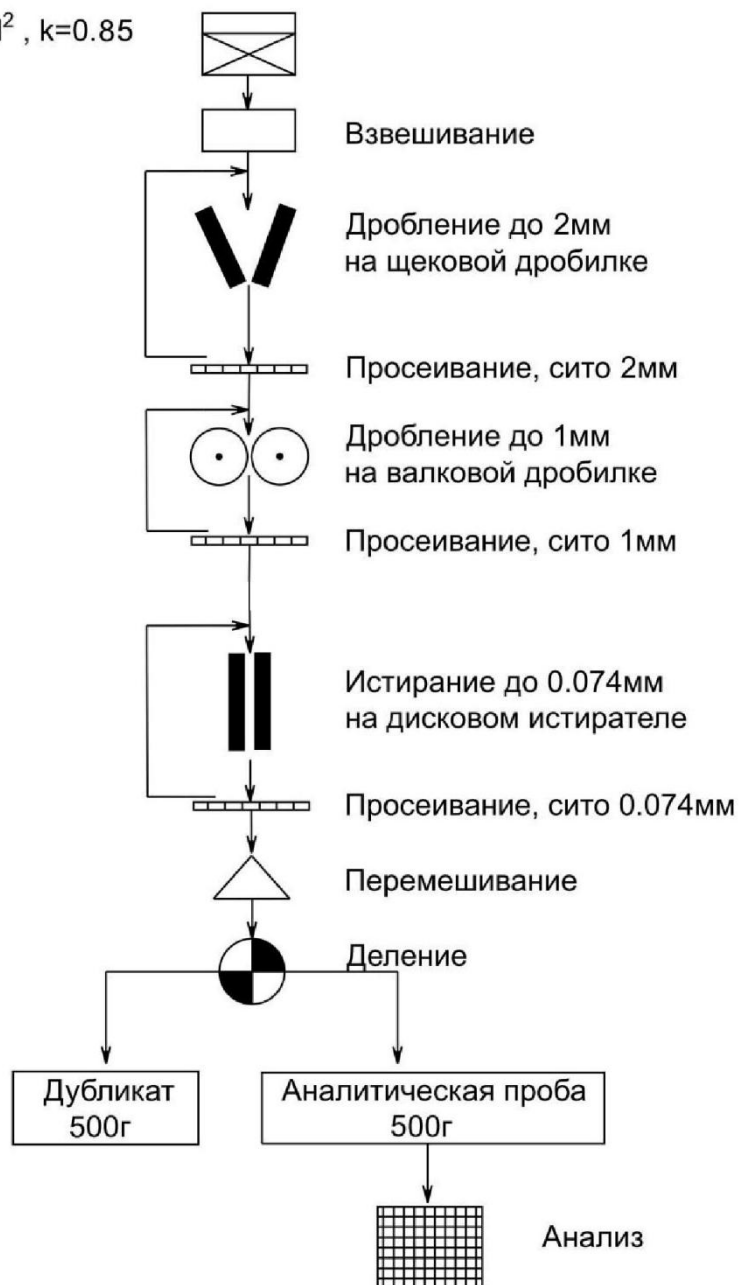 ², k=0.85
Взвешивание
Дробление до 2мм
на щековой дробилке
Просеивание, сито 2мм
Дробление до 1мм
на валковой дробилке
Просеивание, сито 1мм
Истирание до 0.074мм
на дисковом истирателе
Просеивание, сито 0.074мм
Перемешивание
Деление
Дубликат
500г
Аналитическая проба
500г
Анализ